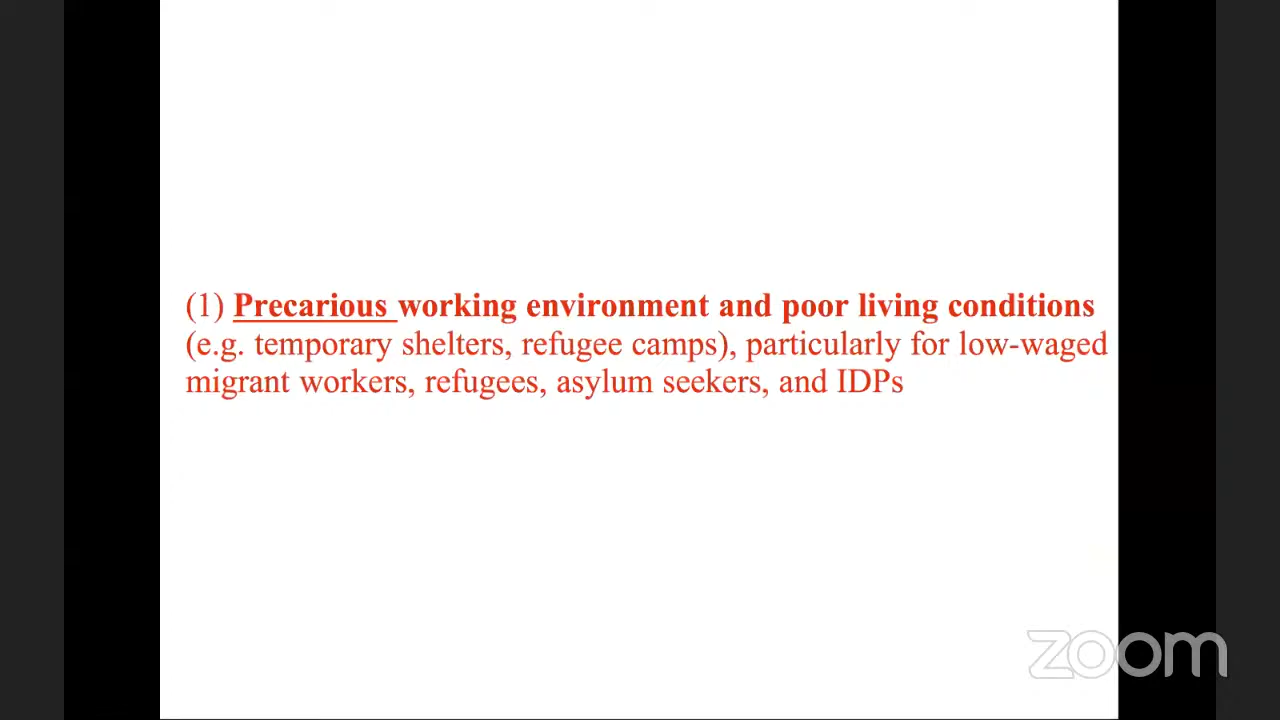 (1) Precarious working environment and poor living conditions
(e.g. temporary shelters, refugee camps), particularly for low-waged
migrant workers, refugees, asylum seekers, and IDPs
zoom